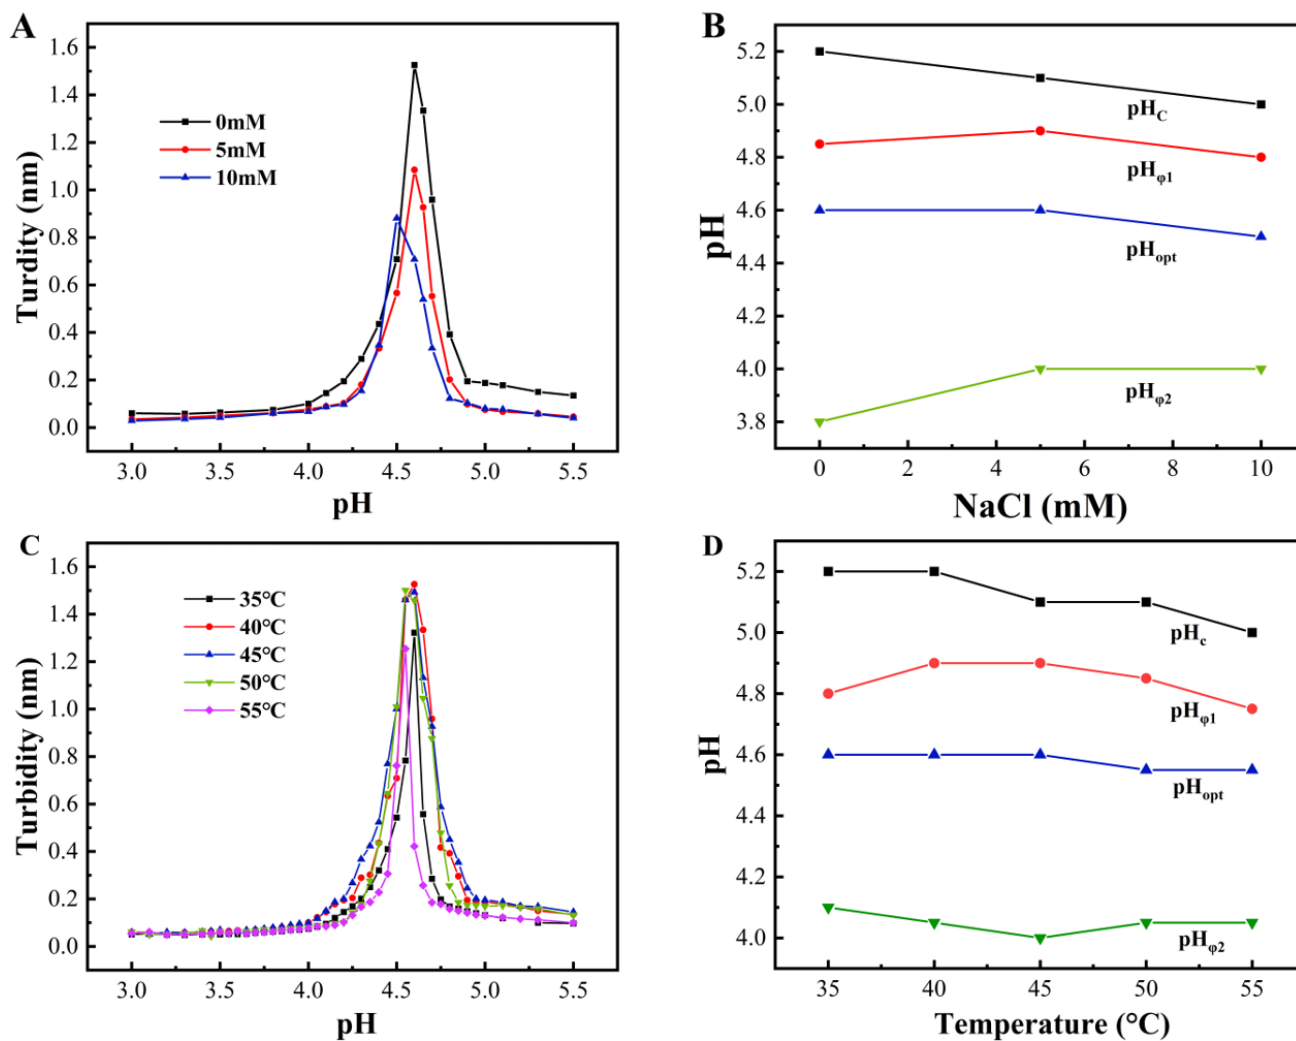 A
Turdity (nm)
1.6
1.4
1.2
1.0
0.8
0.6
0.4
0.2
0.0
0mM
5mM
10mM
3.0 3.5 4.0 4.5 5.0 5.5
pH
B
pH
5.2
5.0
4.8
4.6
4.4
4.2
4.0
3.8
pHC
pHφ1
pHopt
pHφ2
0 2 4 6 8 10
NaCl (mM)
C
Turbidity (nm)
1.6
1.4
1.2
1.0
0.8
0.6
0.4
0.2
0.0
35°C
40°C
45°C
50°C
55°C
3.0 3.5 4.0 4.5 5.0 5.5
pH
D
pH
5.2
5.0
4.8
4.6
4.4
4.2
4.0
pHc
pHφ1
pHopt
pHφ2
35 40 45 50 55
Temperature (°C)